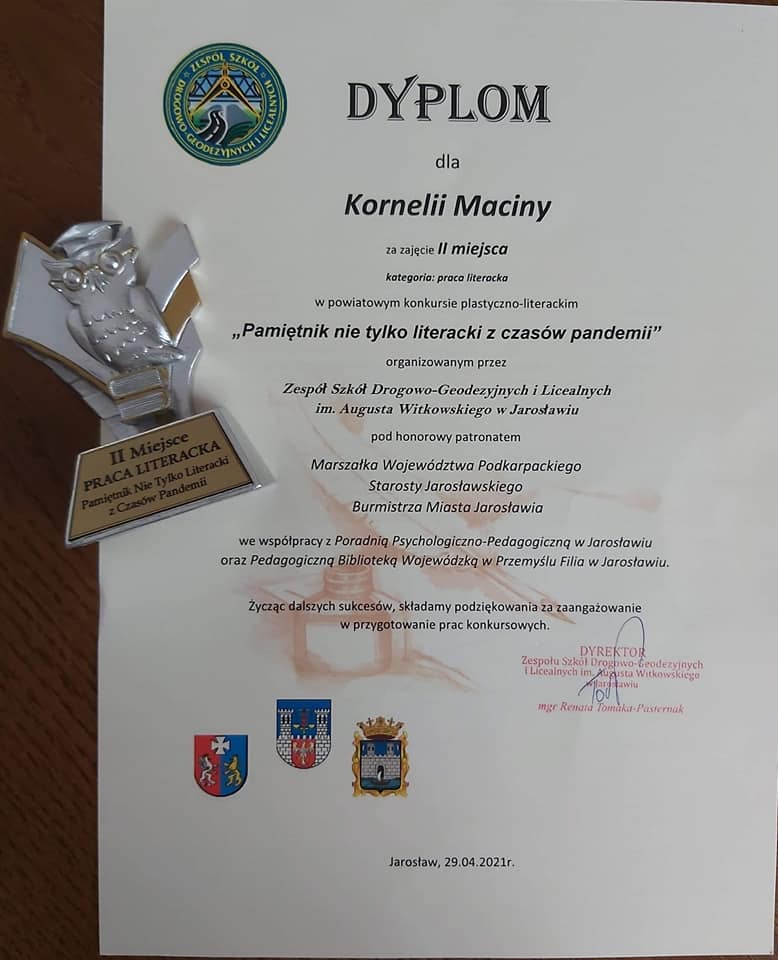 ZESPÓŁ SZKÓŁ
DROGOWO-GEODEZYJNYCH I LICEALNYCH
DYPLOM
dla
Kornelii Maciny
za zajęcie II miejsca
kategoria: praca literacka
w powiatowym konkursie plastyczno-literackim
„Pamiętnik nie tylko literacki z czasów pandemii”
organizowanym przez
Zespół Szkół Drogowo-Geodezyjnych i Licealnych
im. Augusta Witkowskiego w Jarosławiu
pod honorowy patronatem
Marszałka Województwa Podkarpackiego
Starosty Jarosławskiego
Burmistrza Miasta Jarosławia
we współpracy z Poradnią Psychologiczno-Pedagogiczną w Jarosławiu
oraz Pedagogiczną Biblioteką Wojewódzką w Przemyślu Filia w Jarosławiu.
Życząc dalszych sukcesów, składamy podziękowania za zaangażowanie
w przygotowanie prac konkursowych.
DYREKTOR
Zespołu Szkół Drogowo-Geodezyjnych
i Licealnych im. Augusta Witkowskiego
w Jarosławiu
mgr Renata Tomaka-Pasternak
Jarosław, 29.04.2021r.
II Miejsce
PRACA LITERACKA
Pamiętnik Nie Tylko Literacki
z Czasów Pandemii